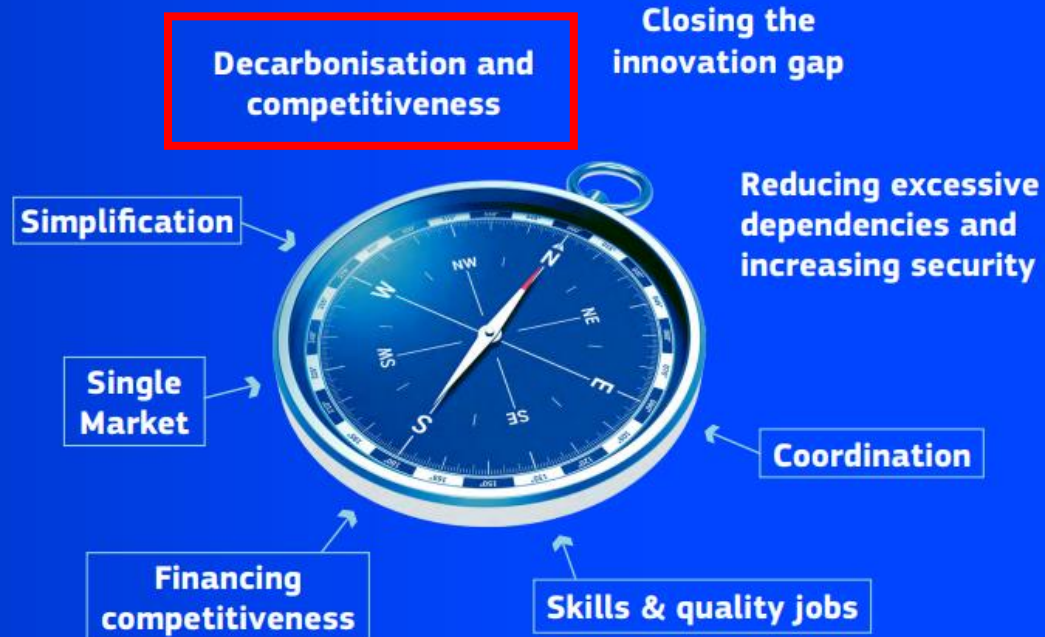 Closing the
innovation gap
Decarbonisation and
competitiveness
Reducing excessive
dependencies and
increasing security
Simplification
Single
Market
Coordination
Financing
competitiveness
Skills & quality jobs
N
NE
E
SE
S
SW
W
NW